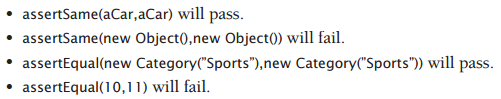 • assertSame(aCar,aCar) will pass.
• assertSame(new Object(),new Object()) will fail.
• assertEqual(new Category("Sports"),new Category("Sports")) will pass.
• assertEqual(10,11) will fail.